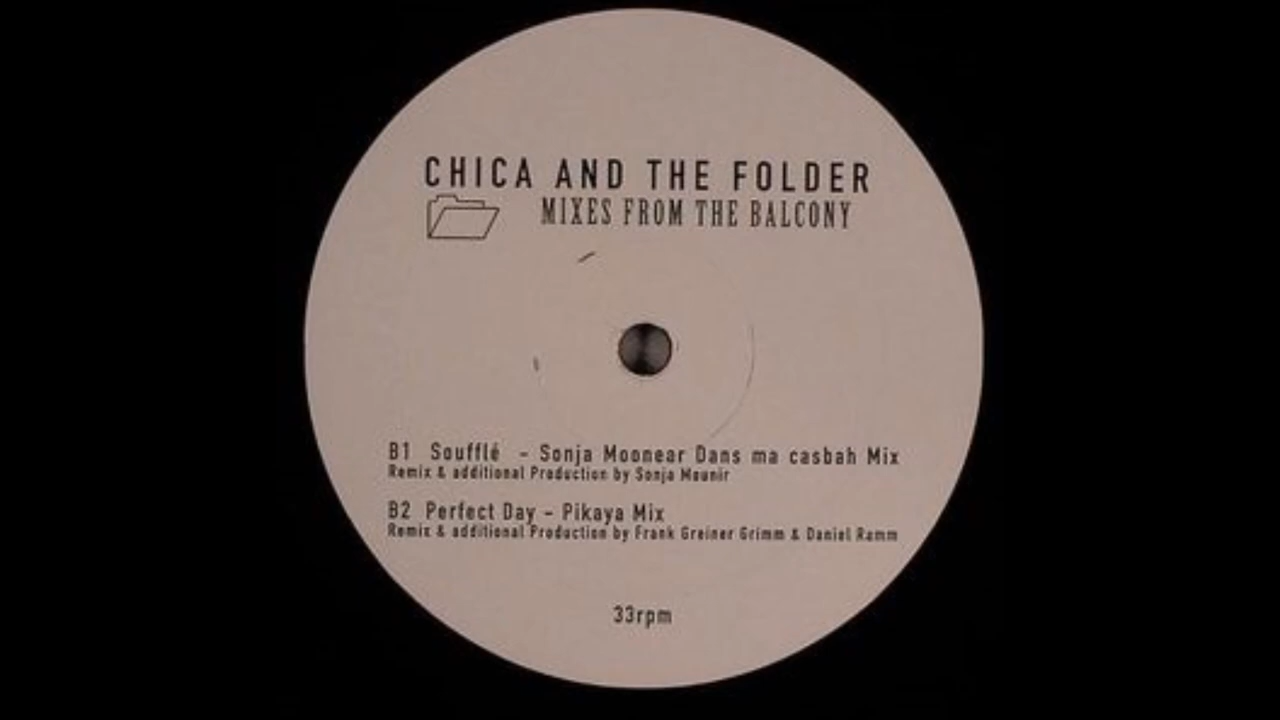 CHICA AND THE FOLDER
MIXES FROM THE BALCONY
B1 Soufflé - Sonja Moonear Dans ma casbah Mix
Remix & additional Production by Sonja Mounir
B2 Perfect Day - Pikaya Mix
Remix & additional Production by Frank Greiner Grimm & Daniel Ramm
33rpm